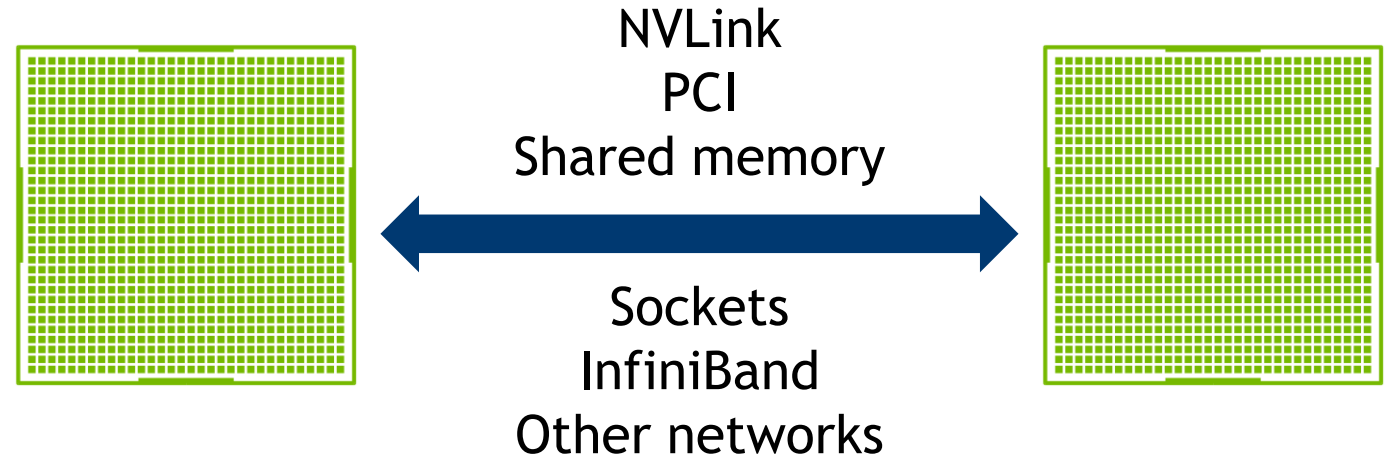 NVLink
PCI
Shared memory
Sockets
InfiniBand
Other networks